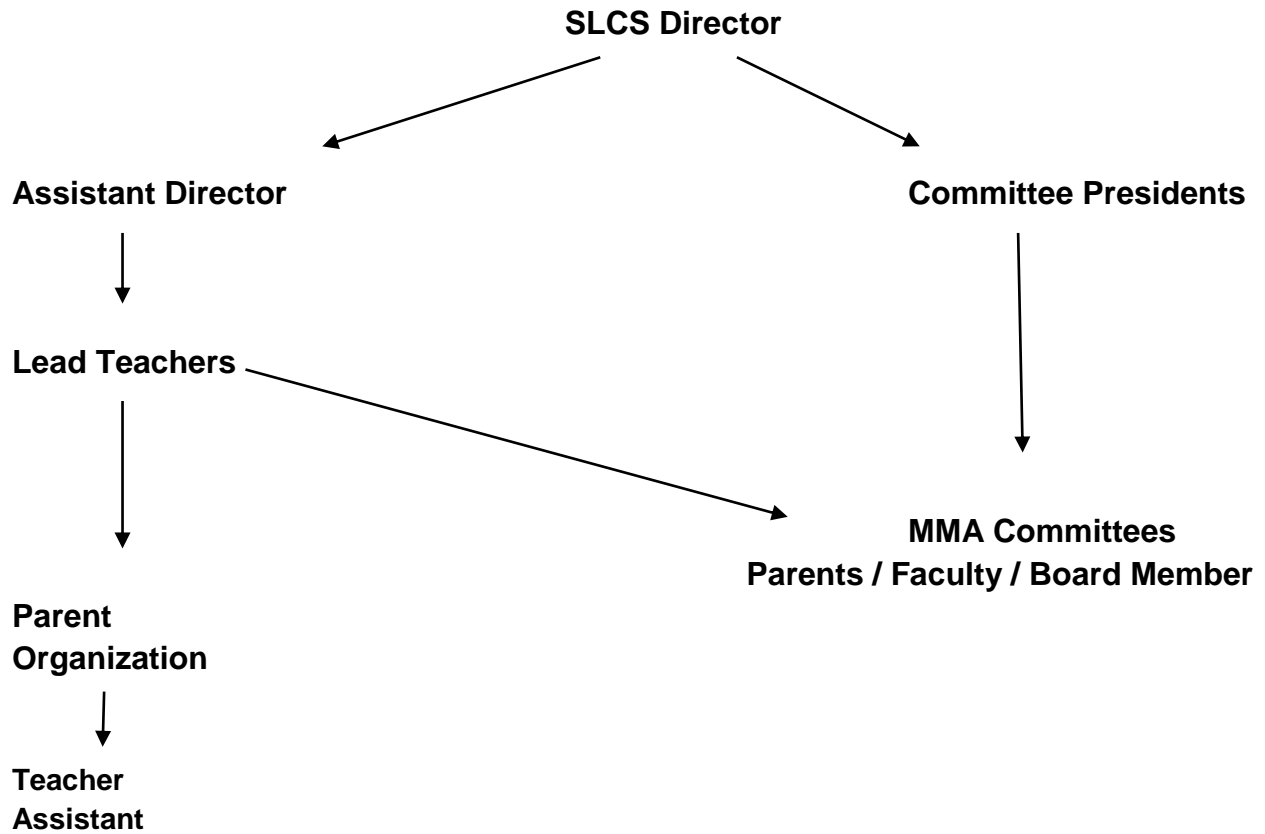 SLCS Director
Assistant Director
Committee Presidents
Lead Teachers
MMA Committees
Parents / Faculty / Board Member
Parent
Organization
Teacher
Assistant